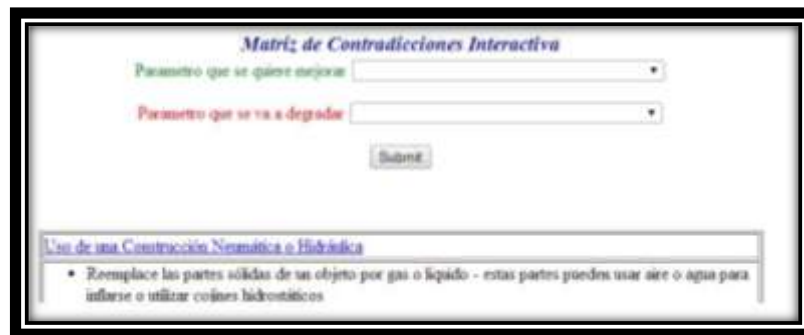 Matriz de Contradicciones Interactiva
Parametro que se quiere mejorar
Parametro que se va a degradar
Submit
Uso de una Construcción Neumática o Hidráulica
• Reemplace las partes sólidas de un objeto por gas o liquido - estas partes pueden usar aire o agua para
inflarse o utilizar cojines hidrostáticos